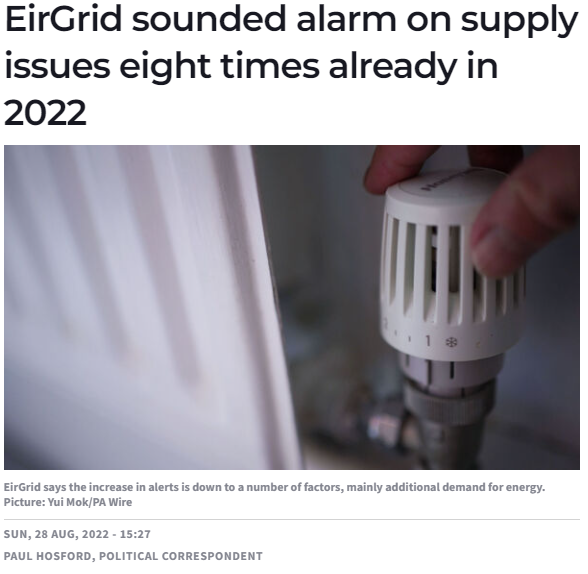 EirGrid sounded alarm on supply
issues eight times already in
2022
1
EirGrid says the increase in alerts is down to a number of factors, mainly additional demand for energy.
Picture: Yui Mok/PA Wire
SUN, 28 AUG, 2022 - 15:27
PAUL HOSFORD, POLITICAL CORRESPONDENT